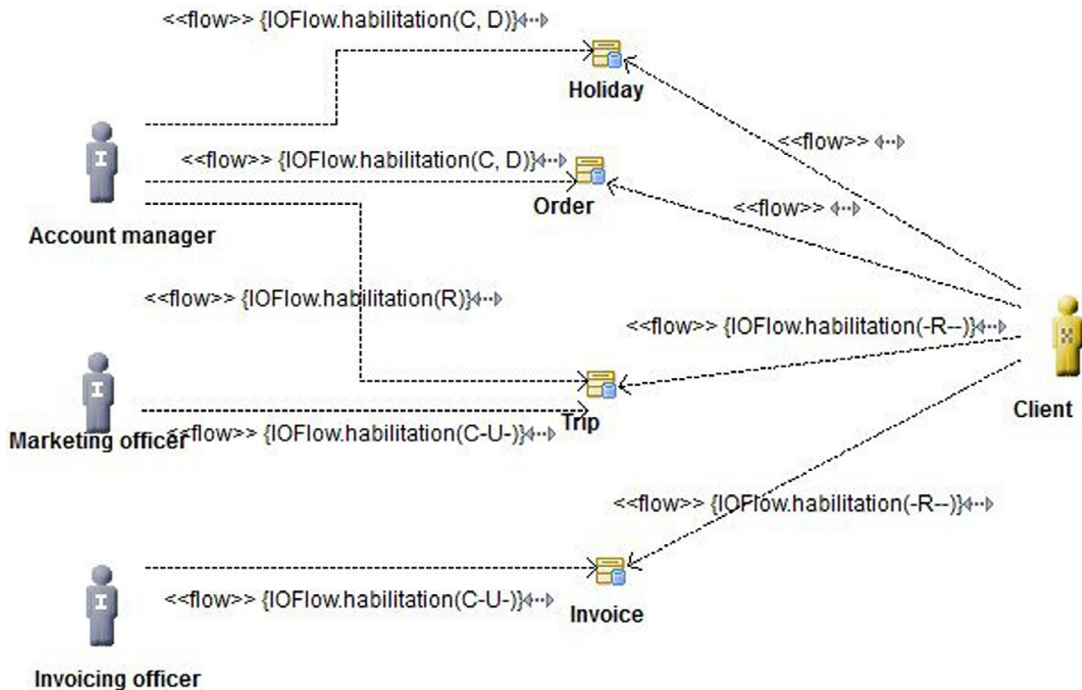 <<flow>> {IOFlow.habilitation(C, D)}
Holiday
<<flow>>
<<flow>> {IOFlow.habilitation(C, D)}
Order
<<flow>>
Account manager
<<flow>> {IOFlow.habilitation(R)}
<<flow>> {IOFlow.habilitation(-R--)}
Trip
Client
Marketing officer
<<flow>> {IOFlow.habilitation(C-U-)}
<<flow>> {IOFlow.habilitation(-R--)}
<<flow>> {IOFlow.habilitation(C-U-)}
Invoice
Invoicing officer